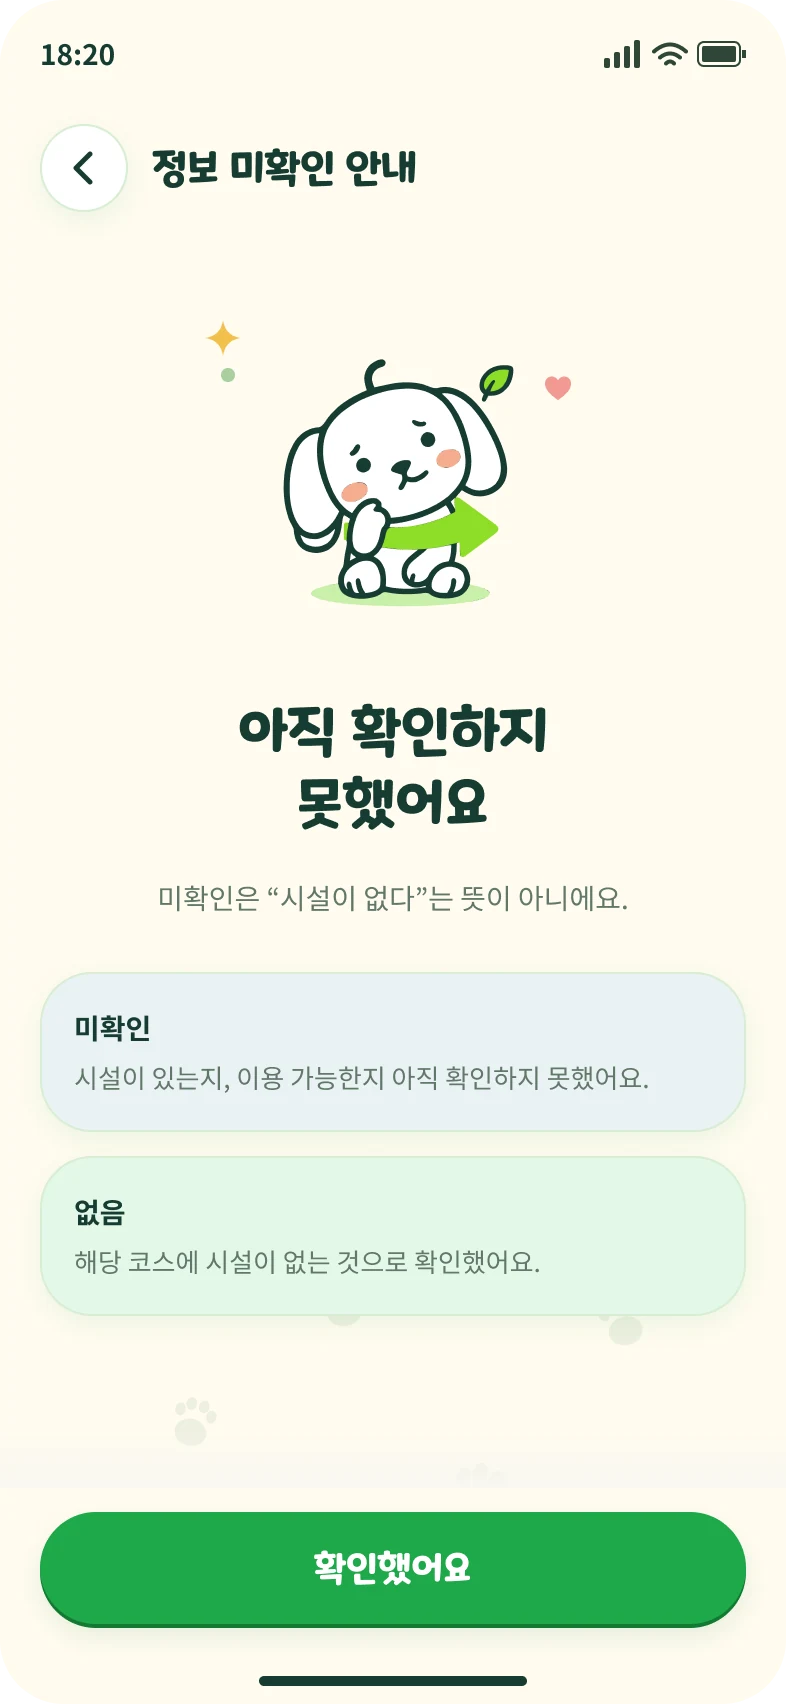 18:20
정보 미확인 안내
아직 확인하지
못했어요
미확인은 “시설이 없다”는 뜻이 아니에요.
미확인
시설이 있는지, 이용 가능한지 아직 확인하지 못했어요.
없음
해당 코스에 시설이 없는 것으로 확인했어요.
확인했어요